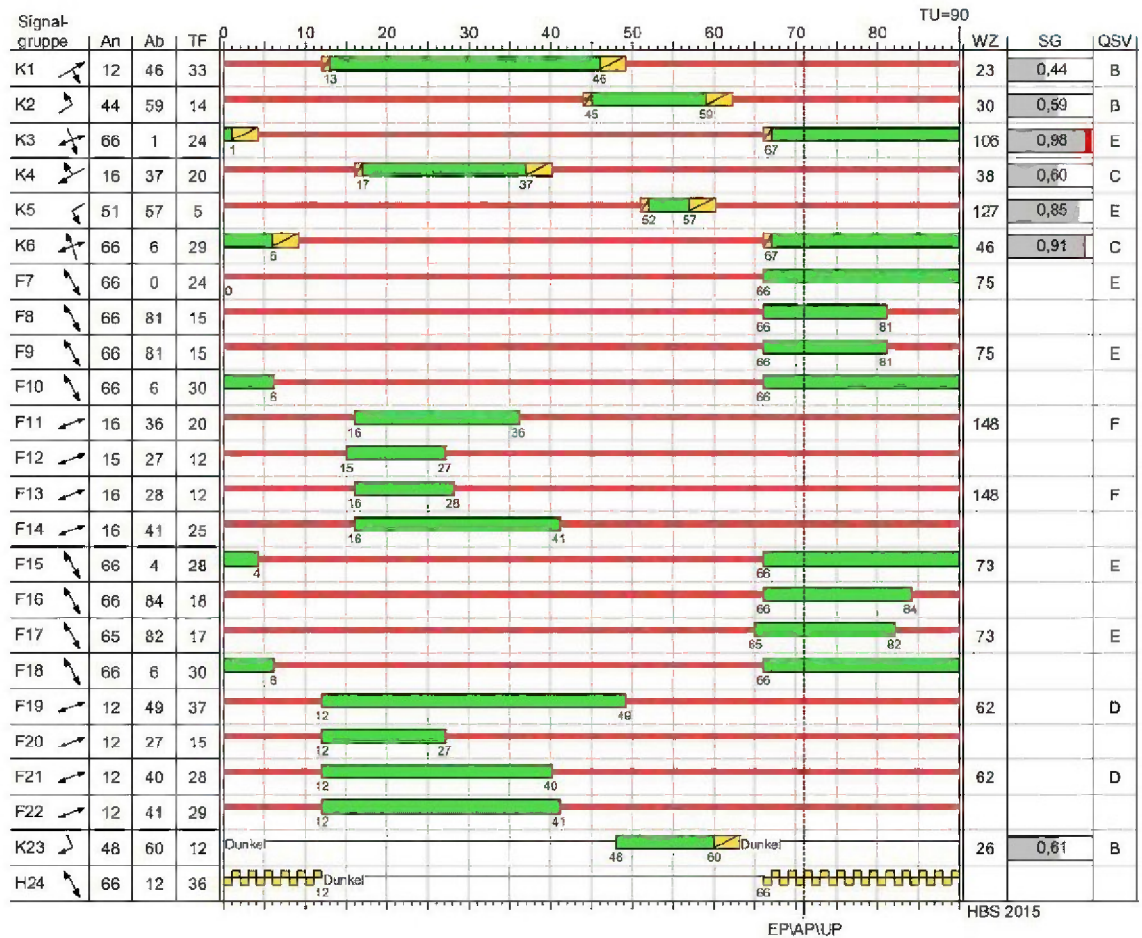 TU=90
Signal-
gruppe An Ab TF 0 10 20 30 40 50 60 70 80 WZ SG QSV
K1 12 46 33 13 46 23 0,44 B
K2 44 59 14 45 59 30 0,59 B
K3 66 1 24 1 67 106 0,98 E
K4 16 37 20 17 37 38 0,60 C
K5 51 57 5 52 57 127 0,85 E
K6 66 6 29 6 67 46 0,91 C
F7 66 0 24 0 66 75 E
F8 66 81 15 66 81
F9 66 81 15 66 81 75 E
F10 66 6 30 6 66
F11 16 36 20 16 36 148 F
F12 15 27 12 15 27
F13 16 28 12 16 28 148 F
F14 16 41 25 16 41
F15 66 4 28 4 66 73 E
F16 66 84 18 66 84
F17 65 82 17 65 82 73 E
F18 66 6 30 6 66
F19 12 49 37 12 49 62 D
F20 12 27 15 12 27
F21 12 40 28 12 40 62 D
F22 12 41 29 12 41
K23 48 60 12 Dunkel 48 60 Dunkel 26 0,61 B
H24 66 12 36 12 Dunkel 66
0 10 20 30 40 50 60 70 80 HBS 2015
EP\AP\UP